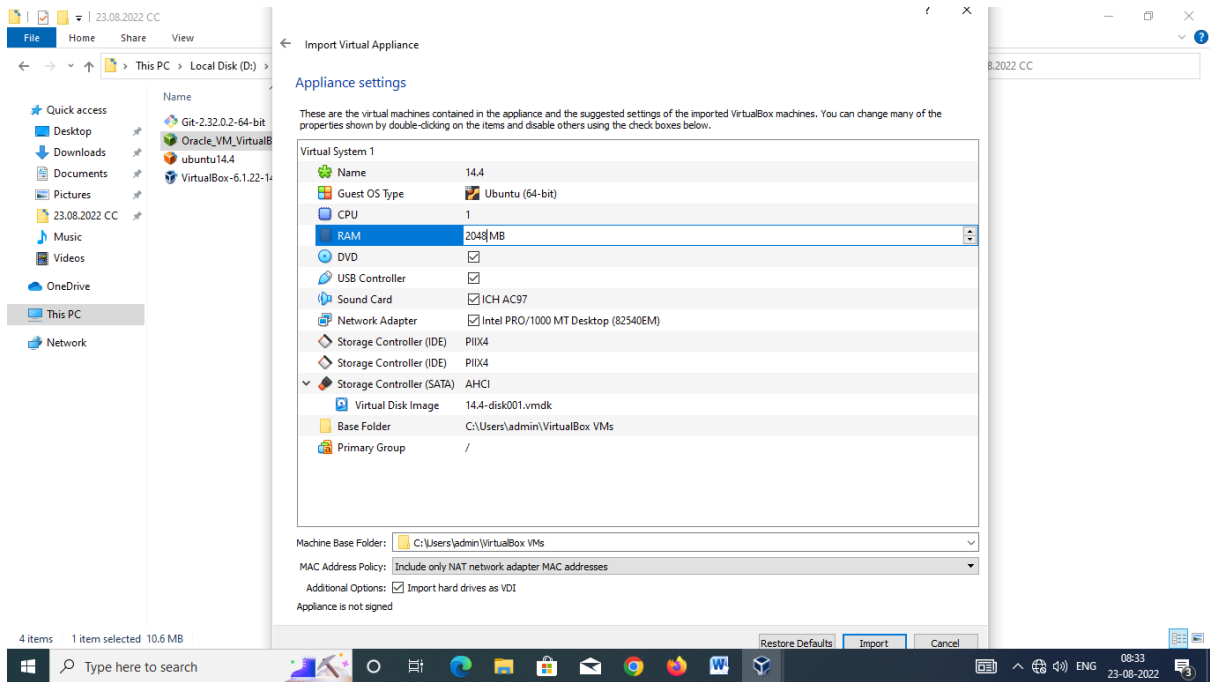 23.08.2022 CC
File Home Share View
This PC > Local Disk (D:) >
8.2022 CC
Quick access
Desktop
Downloads
Documents
Pictures
23.08.2022 CC
Music
Videos
OneDrive
This PC
Network
Name
Git-2.32.0.2-64-bit
Oracle_VM_VirtualB
ubuntu14.4
VirtualBox-6.1.22-14
4 items 1 item selected 10.6 MB
? ×
← Import Virtual Appliance
Appliance settings
These are the virtual machines contained in the appliance and the suggested settings of the imported VirtualBox machines. You can change many of the
properties shown by double-clicking on the items and disable others using the check boxes below.
Virtual System 1
Name 14.4
Guest OS Type Ubuntu (64-bit)
CPU 1
RAM 2048 MB
DVD
USB Controller
Sound Card ICH AC97
Network Adapter Intel PRO/1000 MT Desktop (82540EM)
Storage Controller (IDE) PIIX4
Storage Controller (IDE) PIIX4
Storage Controller (SATA) AHCI
Virtual Disk Image 14.4-disk001.vmdk
Base Folder C:\Users\admin\VirtualBox VMs
Primary Group /
Machine Base Folder: C:\Users\admin\VirtualBox VMs
MAC Address Policy: Include only NAT network adapter MAC addresses
Additional Options: Import hard drives as VDI
Appliance is not signed
Restore Defaults Import Cancel
Type here to search
ENG
08:33
23-08-2022
3